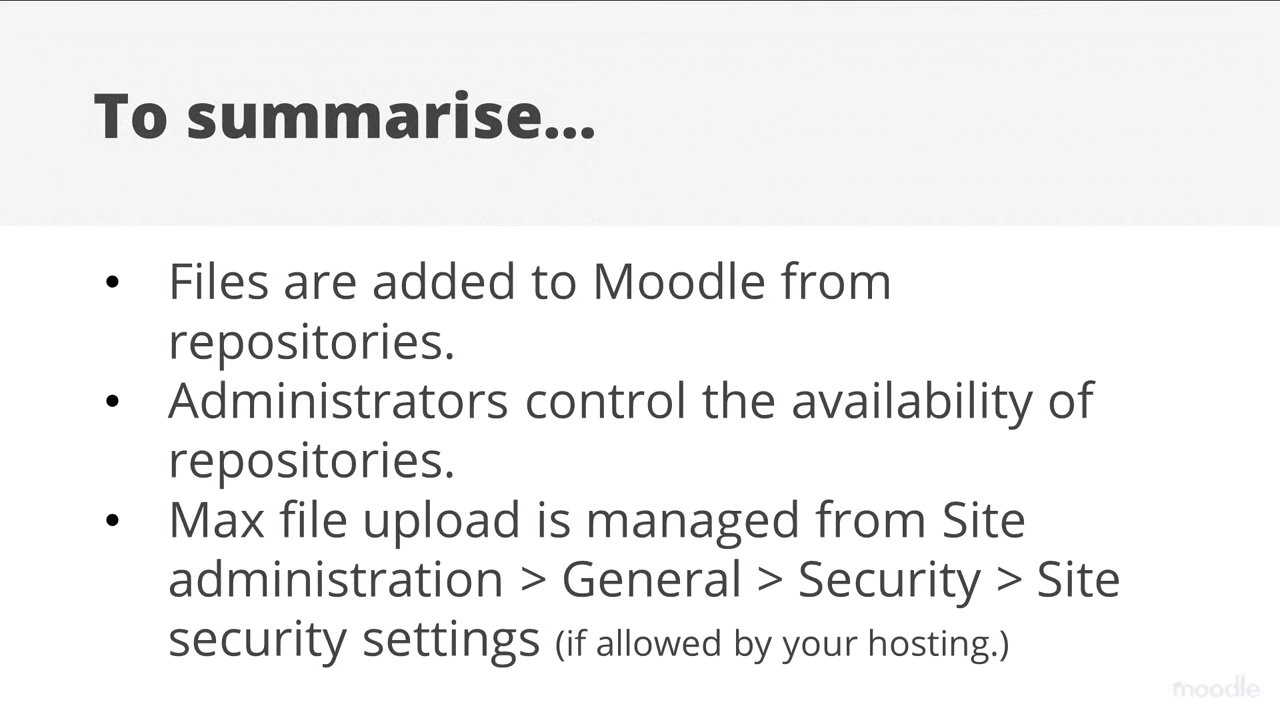 To summarise...
• Files are added to Moodle from
repositories.
• Administrators control the availability of
repositories.
• Max file upload is managed from Site
administration > General > Security > Site
security settings (if allowed by your hosting.)
moodle